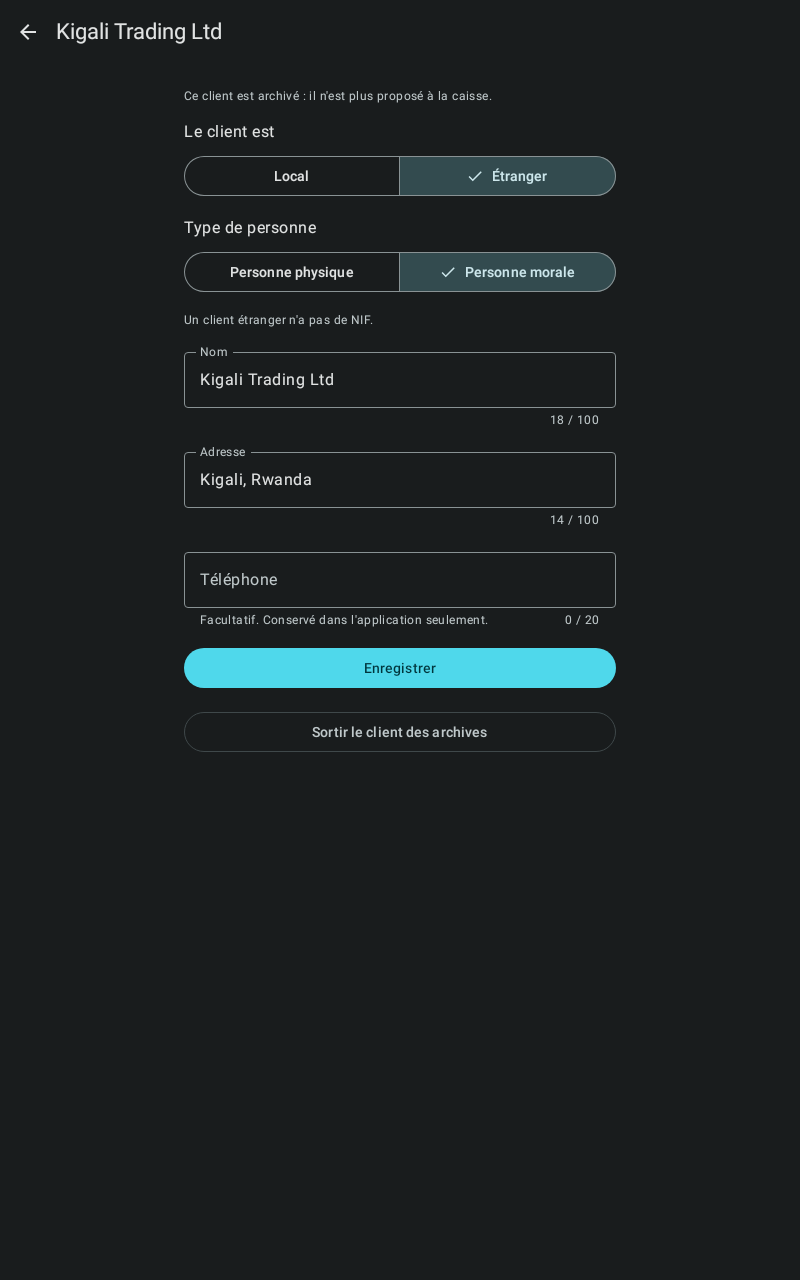 Kigali Trading Ltd
Ce client est archivé : il n'est plus proposé à la caisse.
Le client est
Local
Étranger
Type de personne
Personne physique
Personne morale
Un client étranger n'a pas de NIF.
Nom
Kigali Trading Ltd
18 / 100
Adresse
Kigali, Rwanda
14 / 100
Téléphone
Facultatif. Conservé dans l'application seulement.
0 / 20
Enregistrer
Sortir le client des archives